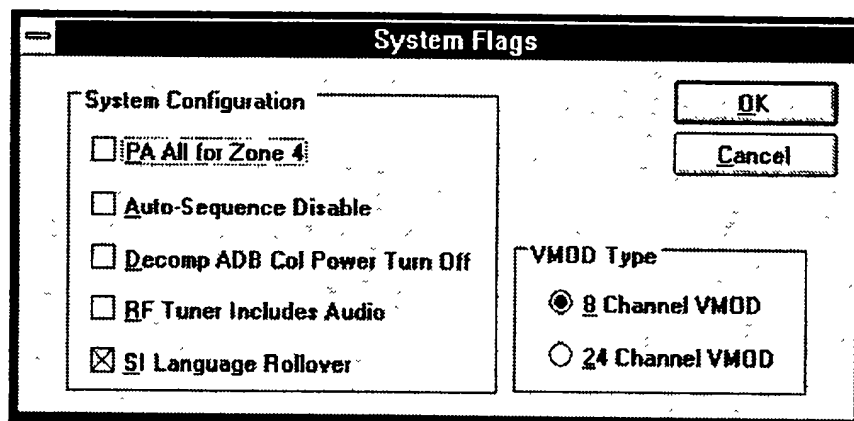 System Flags
System Configuration
PA All for Zone 4
Auto-Sequence Disable
Decomp ADB Col Power Turn Off
RF Tuner Includes Audio
SI Language Rollover
OK
Cancel
VMOD Type
8 Channel VMOD
24 Channel VMOD